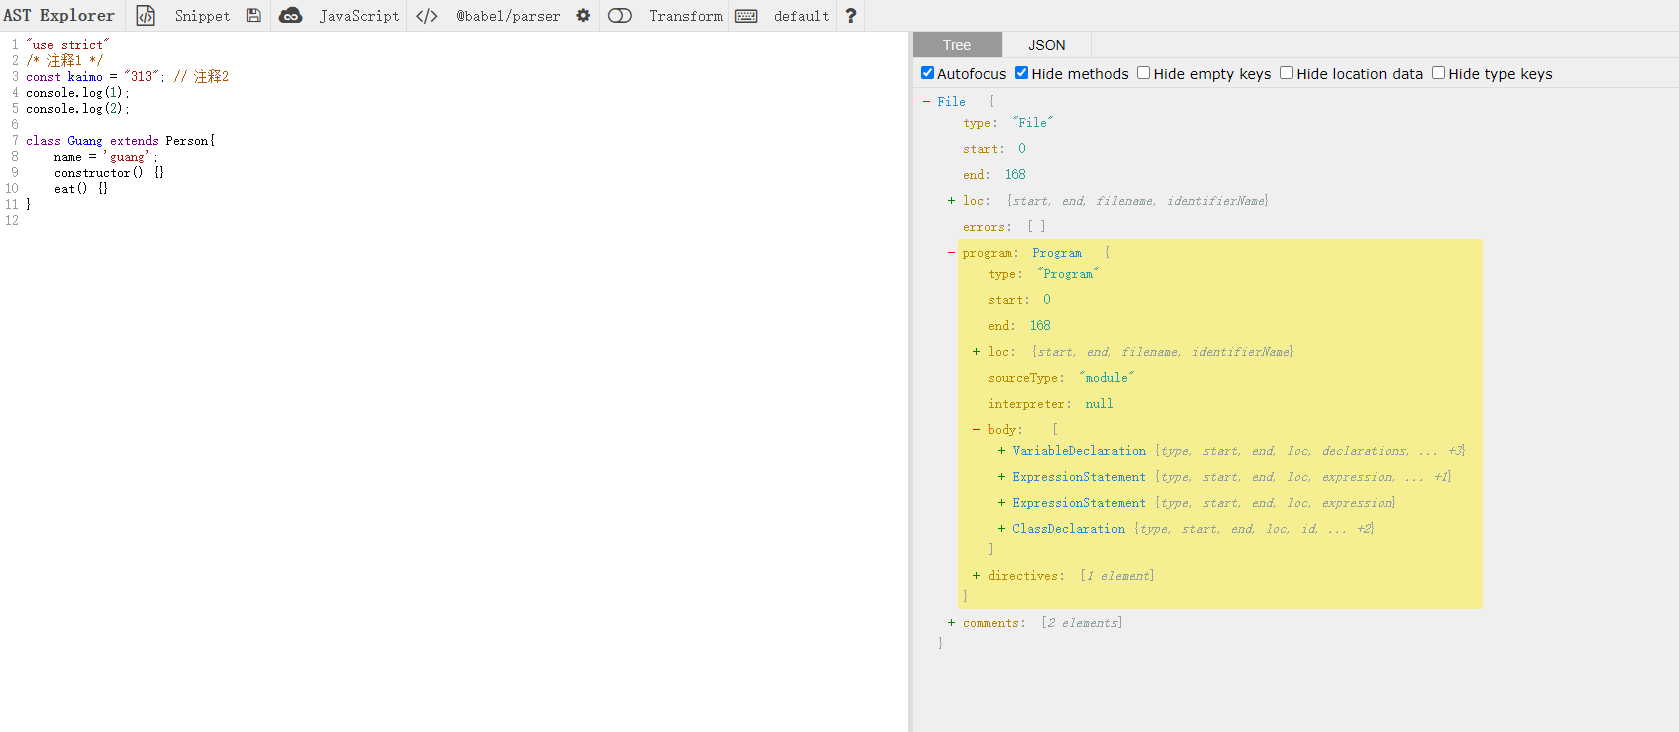 AST Explorer Snippet JavaScript </> @babel/parser Transform default ?
1 "use strict"
2 /* 注释1 */
3 const kaimo = "313"; // 注释2
4 console.log(1);
5 console.log(2);
6
7 class Guang extends Person{
8 name = 'guang';
9 constructor() {}
10 eat() {}
11 }
12
Tree JSON
Autofocus Hide methods Hide empty keys Hide location data Hide type keys
- File {
type: "File"
start: 0
end: 168
+ loc: {start, end, filename, identifierName}
errors: [ ]
- program: Program {
type: "Program"
start: 0
end: 168
+ loc: {start, end, filename, identifierName}
sourceType: "module"
interpreter: null
- body: [
+ VariableDeclaration {type, start, end, loc, declarations, ... +3}
+ ExpressionStatement {type, start, end, loc, expression, ... +1}
+ ExpressionStatement {type, start, end, loc, expression}
+ ClassDeclaration {type, start, end, loc, id, ... +2}
]
+ directives: [1 element]
}
+ comments: [2 elements]
}